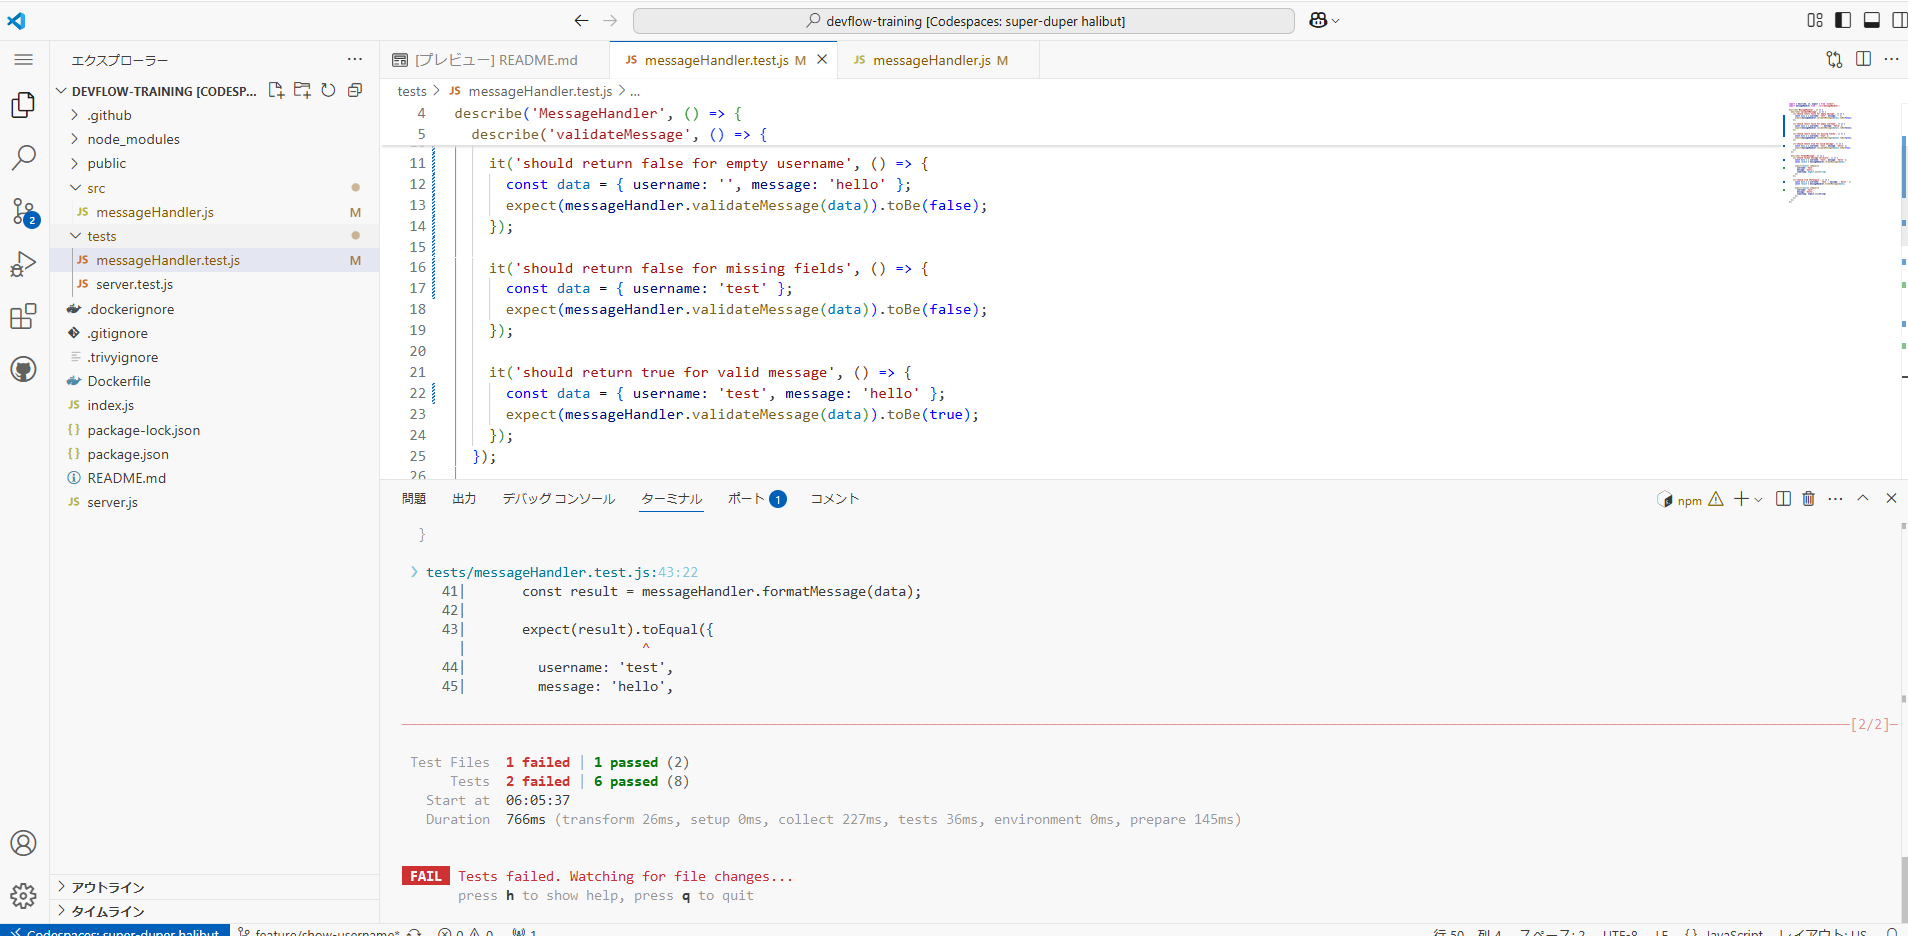 devflow-training [Codespaces: super-duper halibut]
エクスプローラー
DEVFLOW-TRAINING [CODESP...
.github
node_modules
public
src
messageHandler.js M
tests
messageHandler.test.js M
server.test.js
.dockerignore
.gitignore
.trivyignore
Dockerfile
index.js
package-lock.json
package.json
README.md
server.js
アウトライン
タイムライン
2
[プレビュー] README.md
messageHandler.test.js M
messageHandler.js M
tests > JS messageHandler.test.js > ...
4 describe('MessageHandler', () => {
5 describe('validateMessage', () => {
11 it('should return false for empty username', () => {
12 const data = { username: '', message: 'hello' };
13 expect(messageHandler.validateMessage(data)).toBe(false);
14 });
15
16 it('should return false for missing fields', () => {
17 const data = { username: 'test' };
18 expect(messageHandler.validateMessage(data)).toBe(false);
19 });
20
21 it('should return true for valid message', () => {
22 const data = { username: 'test', message: 'hello' };
23 expect(messageHandler.validateMessage(data)).toBe(true);
24 });
25 });
26
問題 出力 デバッグ コンソール ターミナル ポート 1 コメント
npm
}
❯ tests/messageHandler.test.js:43:22
41| const result = messageHandler.formatMessage(data);
42|
43| expect(result).toEqual({
| ^
44| username: 'test',
45| message: 'hello',
[2/2]
Test Files 1 failed | 1 passed (2)
Tests 2 failed | 6 passed (8)
Start at 06:05:37
Duration 766ms (transform 26ms, setup 0ms, collect 227ms, tests 36ms, environment 0ms, prepare 145ms)
FAIL Tests failed. Watching for file changes...
press h to show help, press q to quit
Codespaces: super-duper halibut feature/show-username* 0 0 1 行 50、列 4 スペース: 2 UTF-8 LF {} JavaScript レイアウト: US